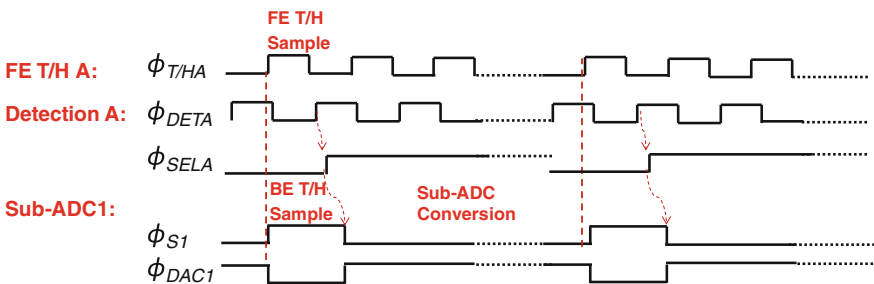 FE T/H
Sample
FE T/H A: ϕT/HA
Detection A: ϕDETA
ϕSELA
BE T/H
Sample
Sub-ADC
Conversion
Sub-ADC1:
ϕS1
ϕDAC1